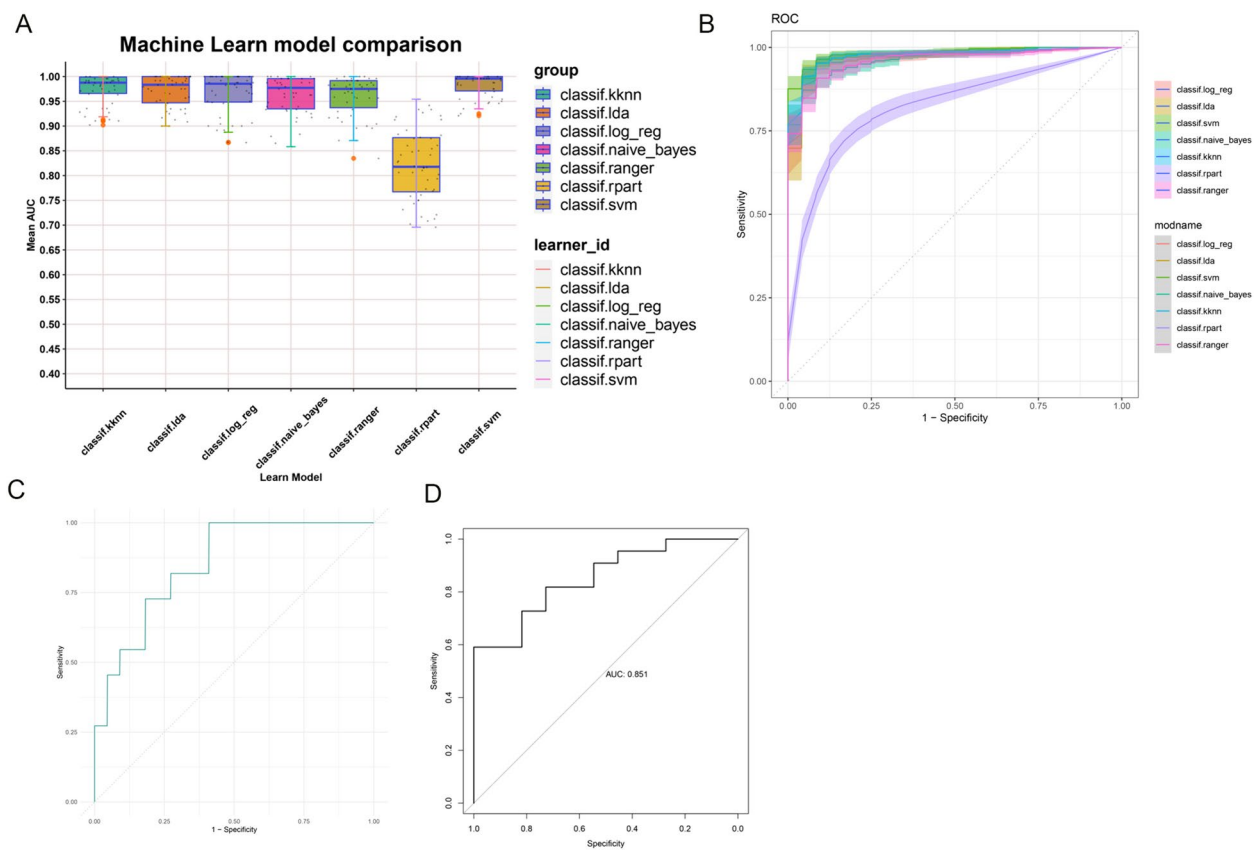 A
Machine Learn model comparison
1.00
0.95
0.90
0.85
0.80
0.75
0.70
0.65
0.60
0.55
0.50
0.45
0.40
Mean AUC
classif.kknn
classif.lda
classif.log_reg
classif.naive_bayes
classif.ranger
classif.rpart
classif.svm
Learn Model
group
classif.kknn
classif.lda
classif.log_reg
classif.naive_bayes
classif.ranger
classif.rpart
classif.svm
learner_id
classif.kknn
classif.lda
classif.log_reg
classif.naive_bayes
classif.ranger
classif.rpart
classif.svm
B
ROC
1.00
0.75
0.50
0.25
0.00
Sensitivity
0.00 0.25 0.50 0.75 1.00
1 − Specificity
classif.log_reg
classif.lda
classif.svm
classif.naive_bayes
classif.kknn
classif.rpart
classif.ranger
modname
classif.log_reg
classif.lda
classif.svm
classif.naive_bayes
classif.kknn
classif.rpart
classif.ranger
C
1.00
0.75
0.50
0.25
0.00
Sensitivity
0.00 0.25 0.50 0.75 1.00
1 − Specificity
D
1.0
0.8
0.6
0.4
0.2
0.0
Sensitivity
AUC: 0.851
1.0 0.8 0.6 0.4 0.2 0.0
Specificity